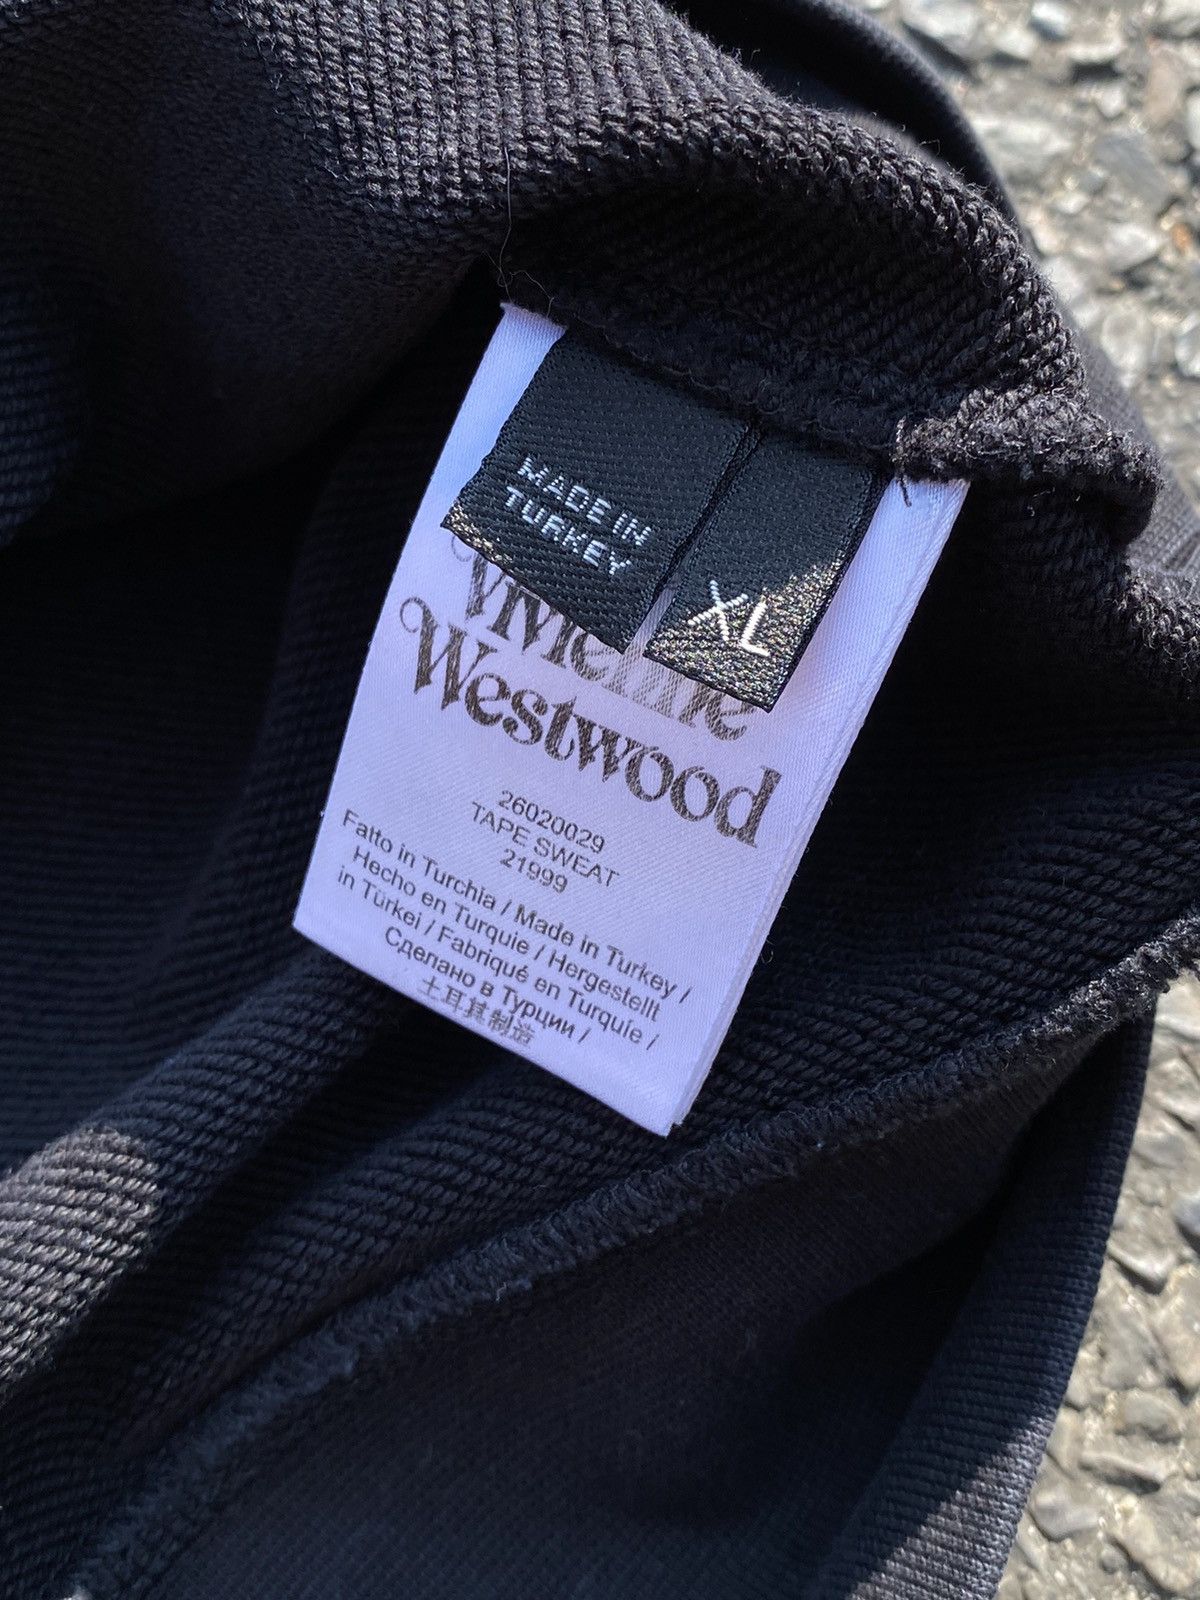 MADE IN
TURKEY
XL
Vivienne
Westwood
26020029
TAPE SWEAT
21999
Fatto in Turchia / Made in Turkey /
Hecho en Turquie / Hergestellt
in Türkei / Fabriqué en Turquie /
Сделано в Турции /
土耳其制造